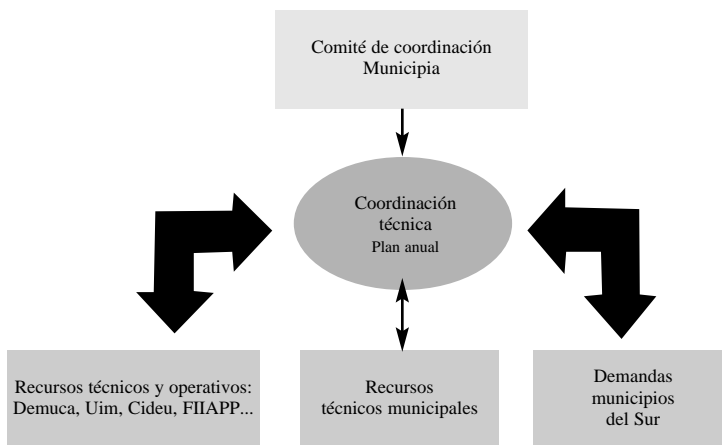 Comité de coordinación
Municipia
Coordinación
técnica
Plan anual
Recursos técnicos y operativos:
Demuca, Uim, Cideu, FIIAPP...
Recursos
técnicos municipales
Demandas
municipios
del Sur